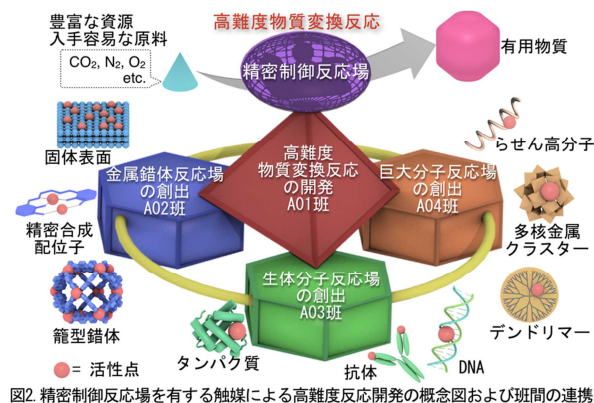 高難度物質変換反応
豊富な資源
入手容易な原料
CO2, N2, O2
etc.
精密制御反応場
有用物質
固体表面
らせん高分子
高難度
物質変換反応
の開発
A01班
金属錯体反応場
の創出
A02班
巨大分子反応場
の創出
A04班
精密合成
配位子
多核金属
クラスター
生体分子反応場
の創出
A03班
籠型錯体
デンドリマー
タンパク質
抗体
DNA
= 活性点
図2. 精密制御反応場を有する触媒による高難度反応開発の概念図および班間の連携